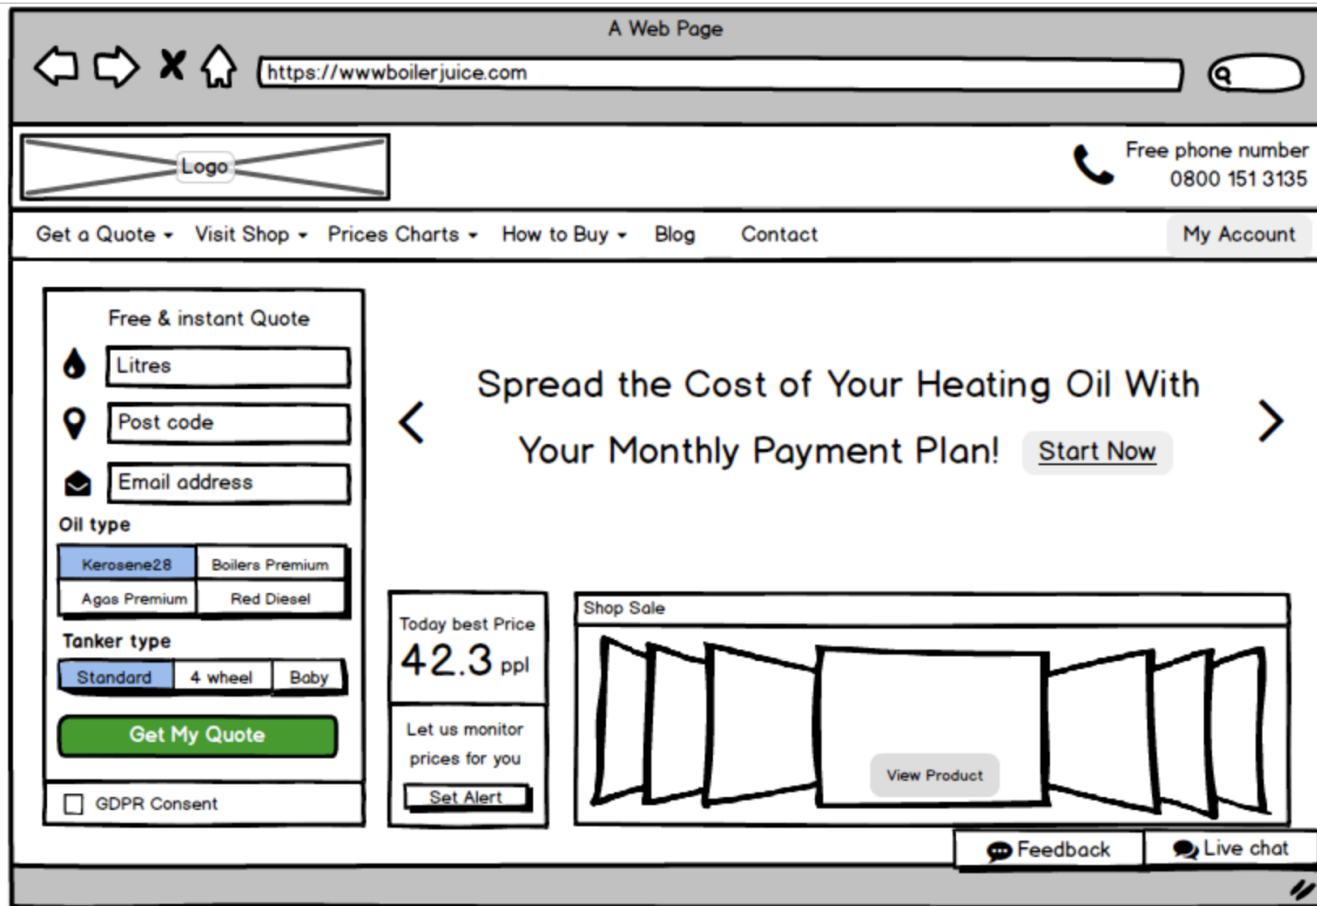 A Web Page
https://wwwboilerjuice.com
Logo
Free phone number
0800 151 3135
Get a Quote Visit Shop Prices Charts How to Buy Blog Contact My Account
Free & instant Quote
Litres
Post code
Email address
Oil type
Kerosene28 Boilers Premium
Agas Premium Red Diesel
Tanker type
Standard 4 wheel Baby
Get My Quote
GDPR Consent
Spread the Cost of Your Heating Oil With
Your Monthly Payment Plan! Start Now
Today best Price
42.3 ppl
Let us monitor
prices for you
Set Alert
Shop Sale
View Product
Feedback Live chat